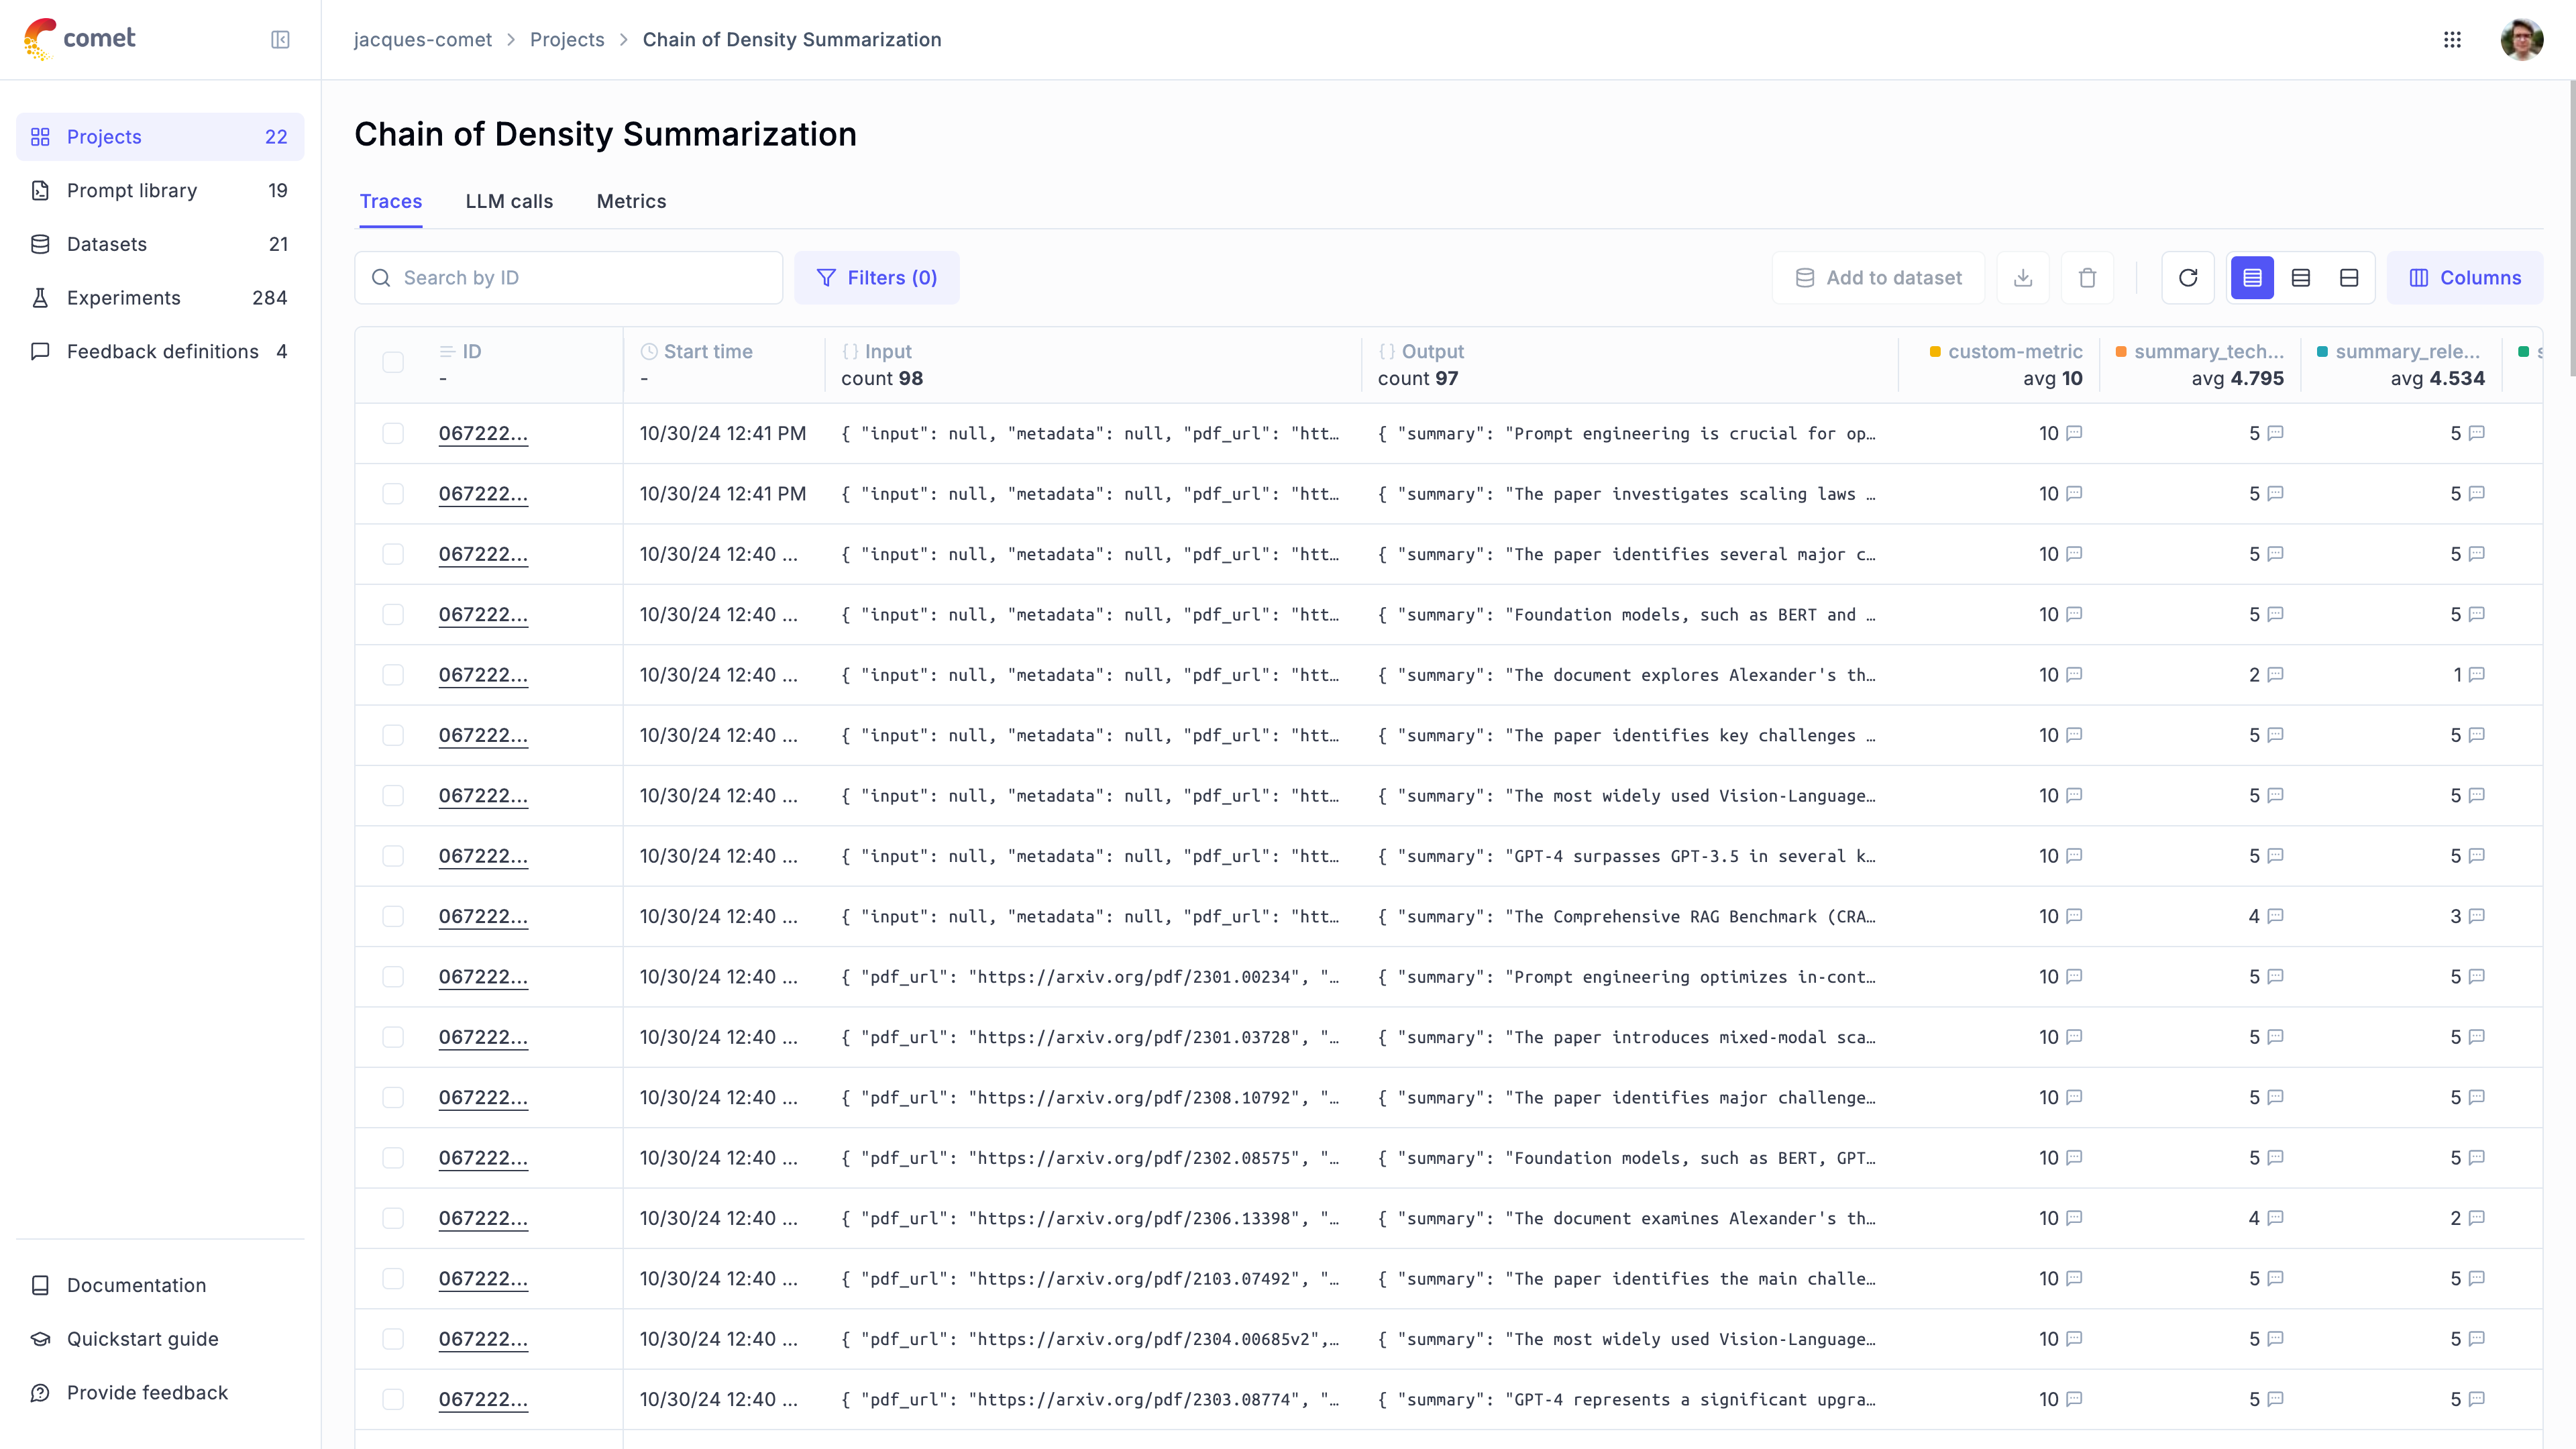 comet
jacques-comet > Projects > Chain of Density Summarization
Projects 22
Prompt library 19
Datasets 21
Experiments 284
Feedback definitions 4
Documentation
Quickstart guide
Provide feedback
Chain of Density Summarization
Traces LLM calls Metrics
Search by ID Filters (0) Add to dataset Columns
ID Start time {} Input {} Output custom-metric summary_tech... summary_rele... s
- - count 98 count 97 avg 10 avg 4.795 avg 4.534
067222... 10/30/24 12:41 PM { "input": null, "metadata": null, "pdf_url": "htt… { "summary": "Prompt engineering is crucial for op… 10 5 5
067222... 10/30/24 12:41 PM { "input": null, "metadata": null, "pdf_url": "htt… { "summary": "The paper investigates scaling laws … 10 5 5
067222... 10/30/24 12:40 ... { "input": null, "metadata": null, "pdf_url": "htt… { "summary": "The paper identifies several major c… 10 5 5
067222... 10/30/24 12:40 ... { "input": null, "metadata": null, "pdf_url": "htt… { "summary": "Foundation models, such as BERT and … 10 5 5
067222... 10/30/24 12:40 ... { "input": null, "metadata": null, "pdf_url": "htt… { "summary": "The document explores Alexander's th… 10 2 1
067222... 10/30/24 12:40 ... { "input": null, "metadata": null, "pdf_url": "htt… { "summary": "The paper identifies key challenges … 10 5 5
067222... 10/30/24 12:40 ... { "input": null, "metadata": null, "pdf_url": "htt… { "summary": "The most widely used Vision-Language… 10 5 5
067222... 10/30/24 12:40 ... { "input": null, "metadata": null, "pdf_url": "htt… { "summary": "GPT-4 surpasses GPT-3.5 in several k… 10 5 5
067222... 10/30/24 12:40 ... { "input": null, "metadata": null, "pdf_url": "htt… { "summary": "The Comprehensive RAG Benchmark (CRA… 10 4 3
067222... 10/30/24 12:40 ... { "pdf_url": "https://arxiv.org/pdf/2301.00234", "… { "summary": "Prompt engineering optimizes in-cont… 10 5 5
067222... 10/30/24 12:40 ... { "pdf_url": "https://arxiv.org/pdf/2301.03728", "… { "summary": "The paper introduces mixed-modal sca… 10 5 5
067222... 10/30/24 12:40 ... { "pdf_url": "https://arxiv.org/pdf/2308.10792", "… { "summary": "The paper identifies major challenge… 10 5 5
067222... 10/30/24 12:40 ... { "pdf_url": "https://arxiv.org/pdf/2302.08575", "… { "summary": "Foundation models, such as BERT, GPT… 10 5 5
067222... 10/30/24 12:40 ... { "pdf_url": "https://arxiv.org/pdf/2306.13398", "… { "summary": "The document examines Alexander's th… 10 4 2
067222... 10/30/24 12:40 ... { "pdf_url": "https://arxiv.org/pdf/2103.07492", "… { "summary": "The paper identifies the main challe… 10 5 5
067222... 10/30/24 12:40 ... { "pdf_url": "https://arxiv.org/pdf/2304.00685v2",… { "summary": "The most widely used Vision-Language… 10 5 5
067222... 10/30/24 12:40 ... { "pdf_url": "https://arxiv.org/pdf/2303.08774", "… { "summary": "GPT-4 represents a significant upgra… 10 5 5